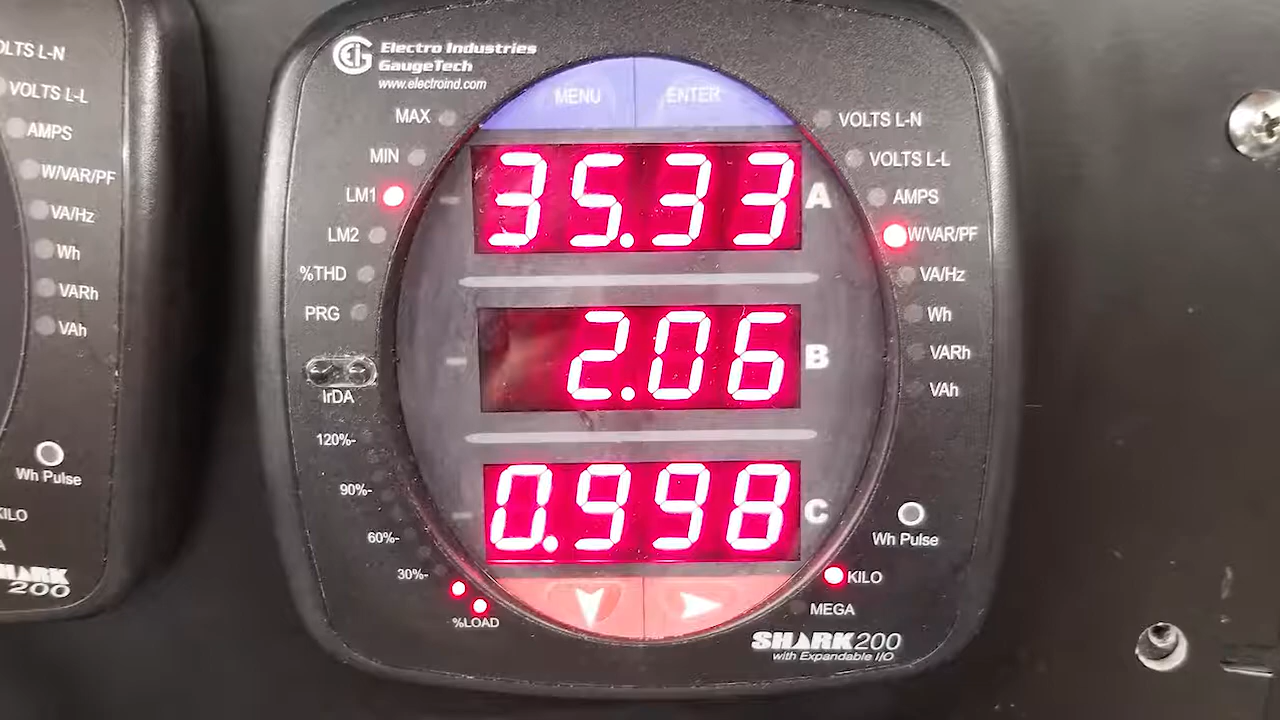 OLTS L-N
VOLTS L-L
AMPS
W/VAR/PF
VA/Hz
Wh
VARh
VAh
Wh Pulse
KILO
A
SHARK
200
EIG
Electro Industries
GaugeTech
www.electroind.com
MENU
ENTER
MAX
MIN
LM1
LM2
%THD
PRG
IrDA
120%-
90%-
60%-
30%-
%LOAD
35.33
A
2.06
B
0.998
C
VOLTS L-N
VOLTS L-L
AMPS
W/VAR/PF
VA/Hz
Wh
VARh
VAh
Wh Pulse
KILO
MEGA
SHARK200
with Expandable I/O